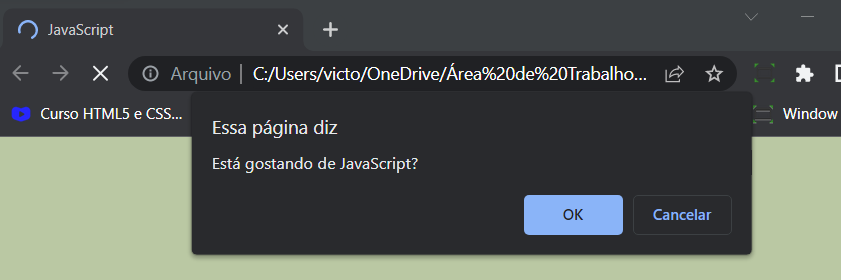 JavaScript
Arquivo C:/Users/victo/OneDrive/Área%20de%20Trabalho...
Curso HTML5 e CSS...
Window
Essa página diz
Está gostando de JavaScript?
OK Cancelar